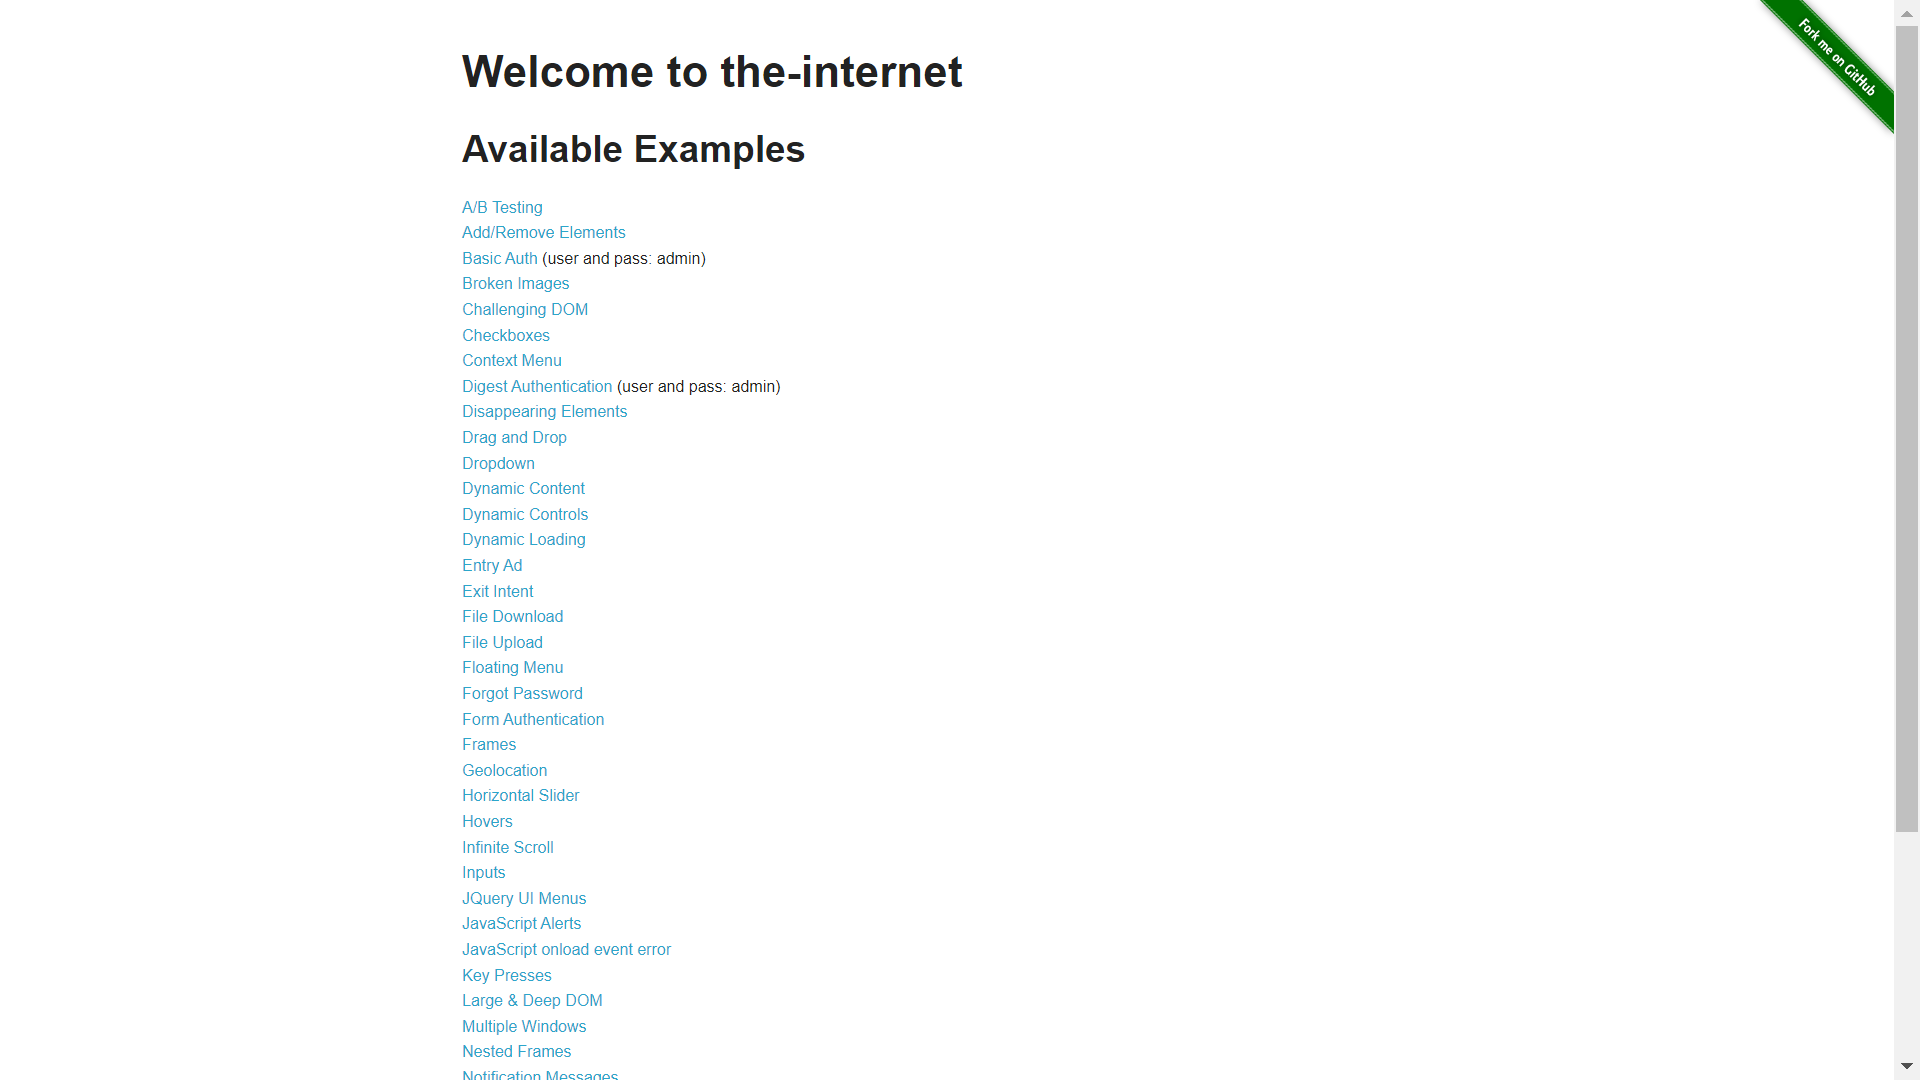 Welcome to the-internet
Fork me on GitHub
Available Examples
A/B Testing
Add/Remove Elements
Basic Auth (user and pass: admin)
Broken Images
Challenging DOM
Checkboxes
Context Menu
Digest Authentication (user and pass: admin)
Disappearing Elements
Drag and Drop
Dropdown
Dynamic Content
Dynamic Controls
Dynamic Loading
Entry Ad
Exit Intent
File Download
File Upload
Floating Menu
Forgot Password
Form Authentication
Frames
Geolocation
Horizontal Slider
Hovers
Infinite Scroll
Inputs
JQuery UI Menus
JavaScript Alerts
JavaScript onload event error
Key Presses
Large & Deep DOM
Multiple Windows
Nested Frames
Notification Messages